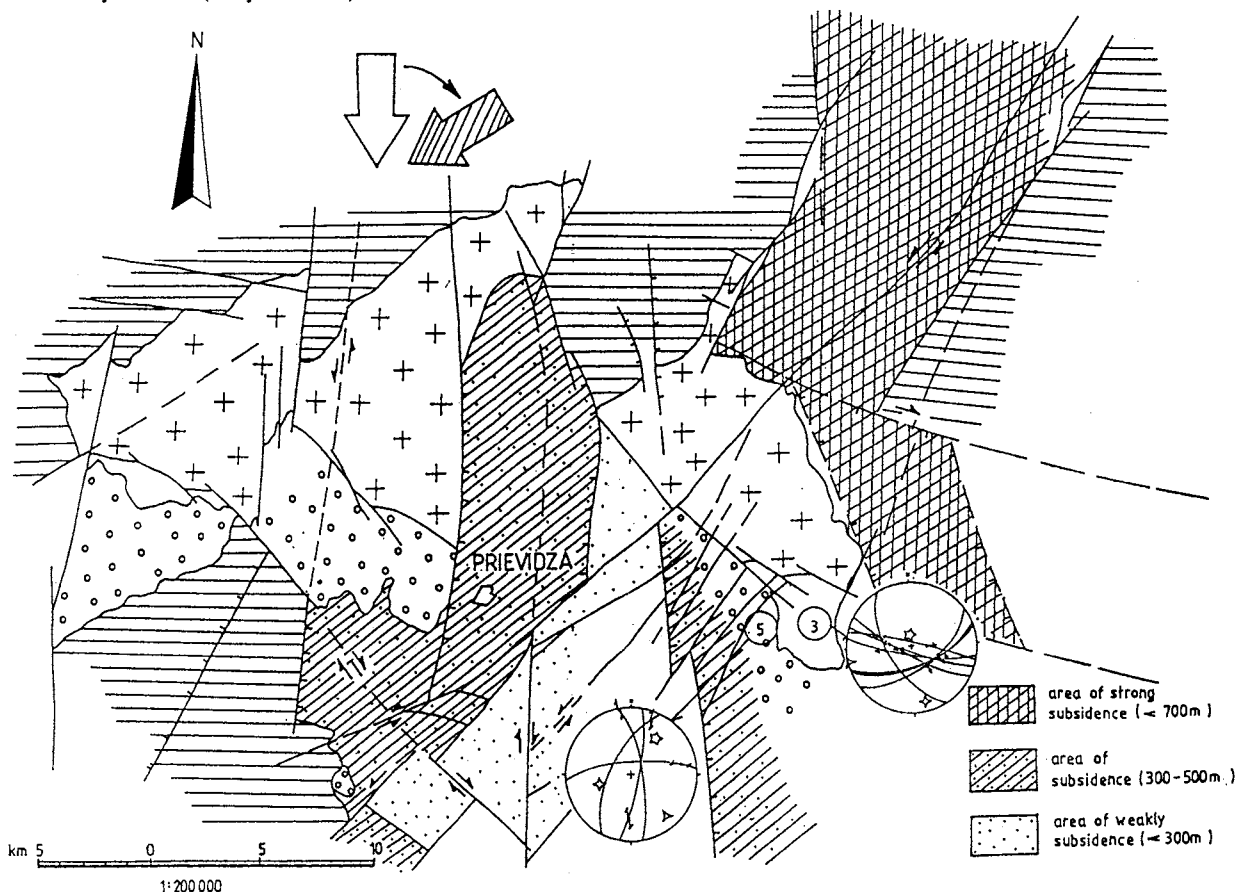 N
PRIEVIDZA
5
3
area of strong
subsidence (< 700m)
area of
subsidence (300-500m)
area of weakly
subsidence (< 300m)
km 5 0 5 10
1:200 000